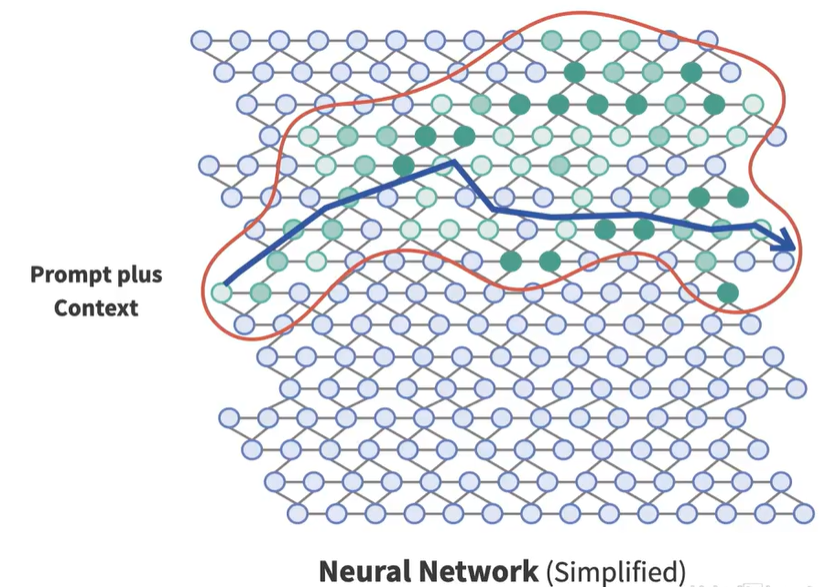 Prompt plus
Context
Neural Network (Simplified)